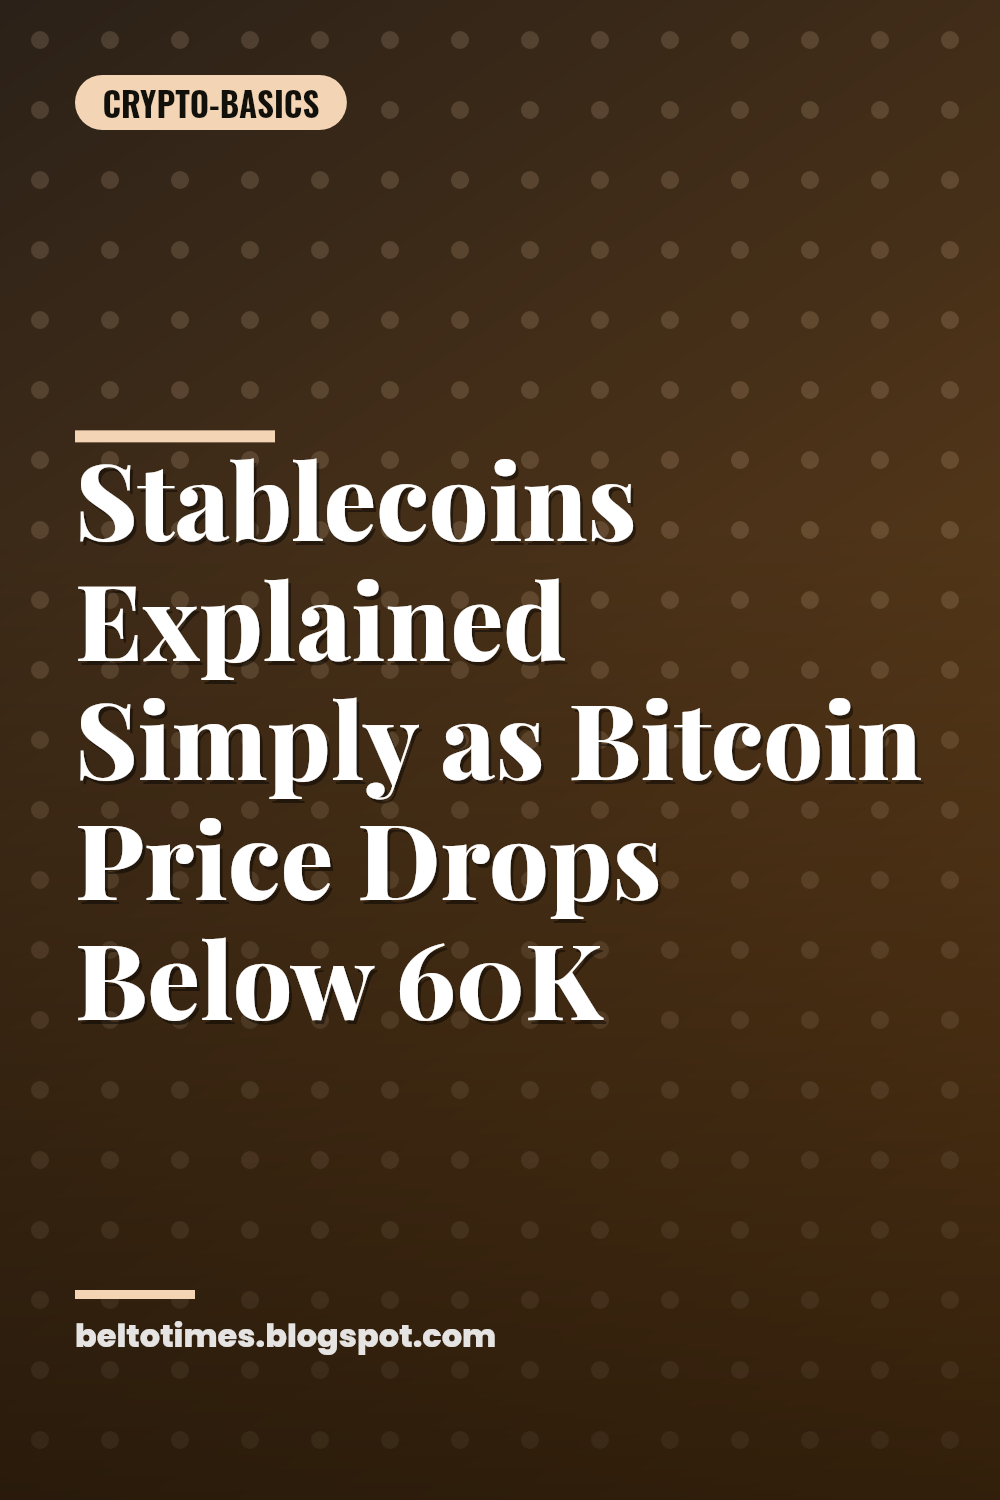 CRYPTO-BASICS
Stablecoins
Explained
Simply as Bitcoin
Price Drops
Below 60K
beltotimes.blogspot.com